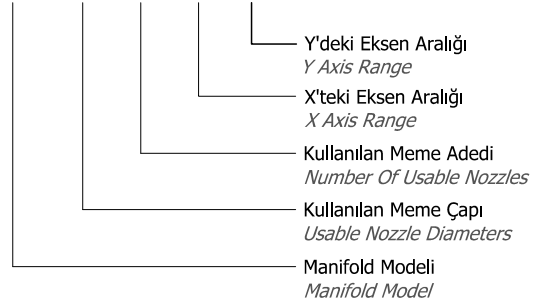 Y'deki Eksen Aralığı
Y Axis Range
X'teki Eksen Aralığı
X Axis Range
Kullanılan Meme Adedi
Number Of Usable Nozzles
Kullanılan Meme Çapı
Usable Nozzle Diameters
Manifold Modeli
Manifold Model